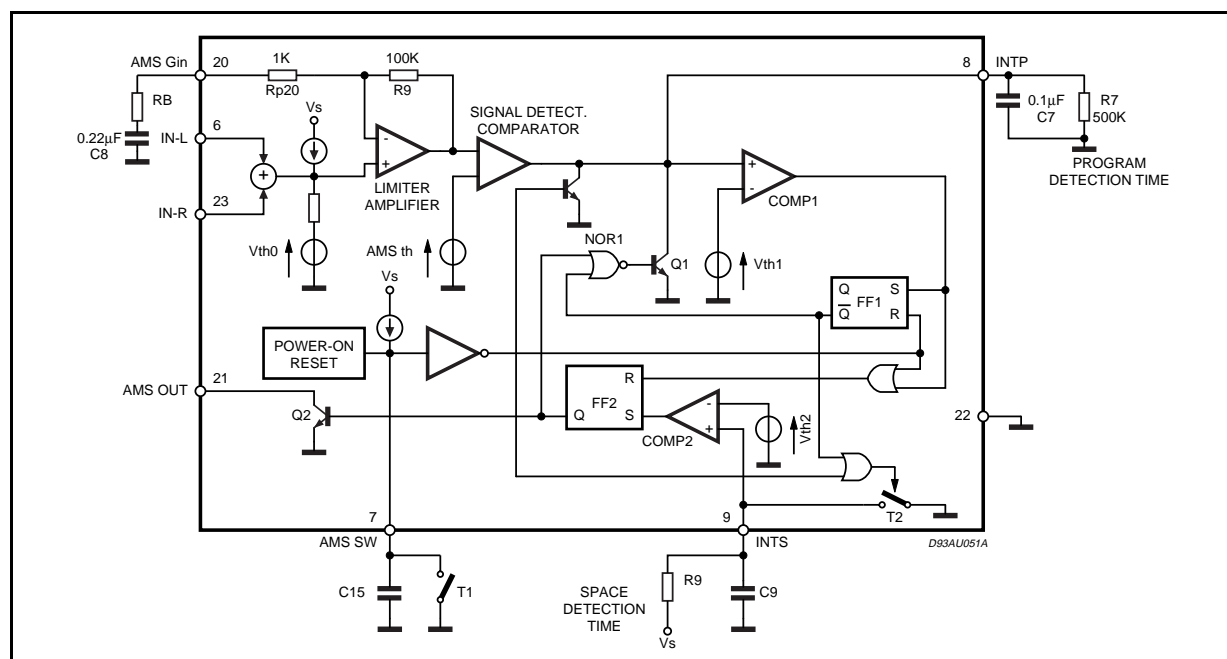 AMS Gin
20
1K
Rp20
100K
R9
8
INTP
RB
0.22µF
C8
6
IN-L
Vs
SIGNAL DETECT.
COMPARATOR
0.1µF
C7
R7
500K
PROGRAM
DETECTION TIME
+
-
+
LIMITER
AMPLIFIER
+
-
COMP1
23
IN-R
Vth0
AMS th
NOR1
Q1
Vth1
Vs
Q
S
FF1
Q
R
POWER-ON
RESET
AMS OUT
21
Q2
R
FF2
Q
S
-
+
COMP2
Vth2
22
T2
7
AMS SW
9
INTS
D93AU051A
C15
T1
SPACE
DETECTION
TIME
R9
C9
Vs